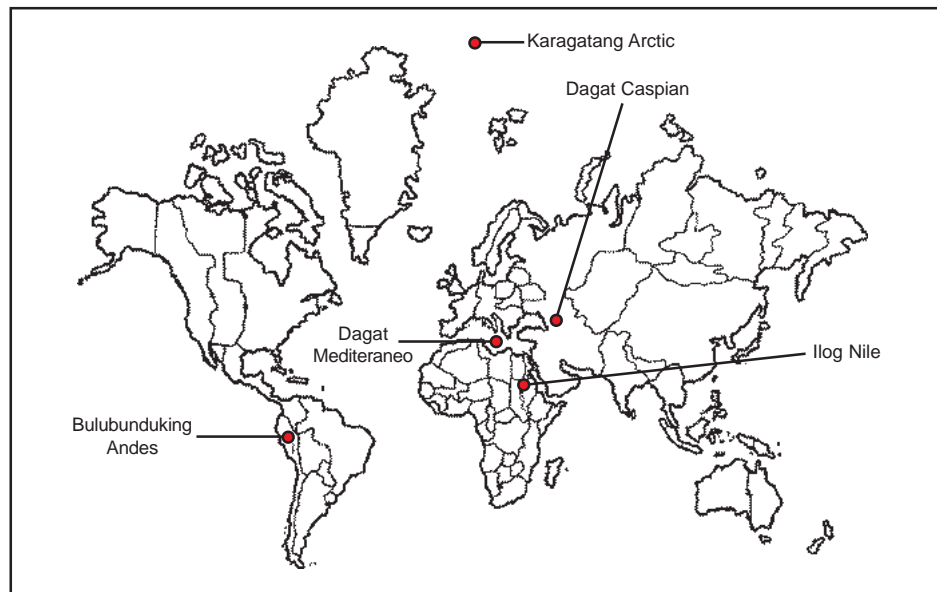 Karagatang Arctic
Dagat Caspian
Dagat
Mediteraneo
Ilog Nile
Bulubunduking
Andes